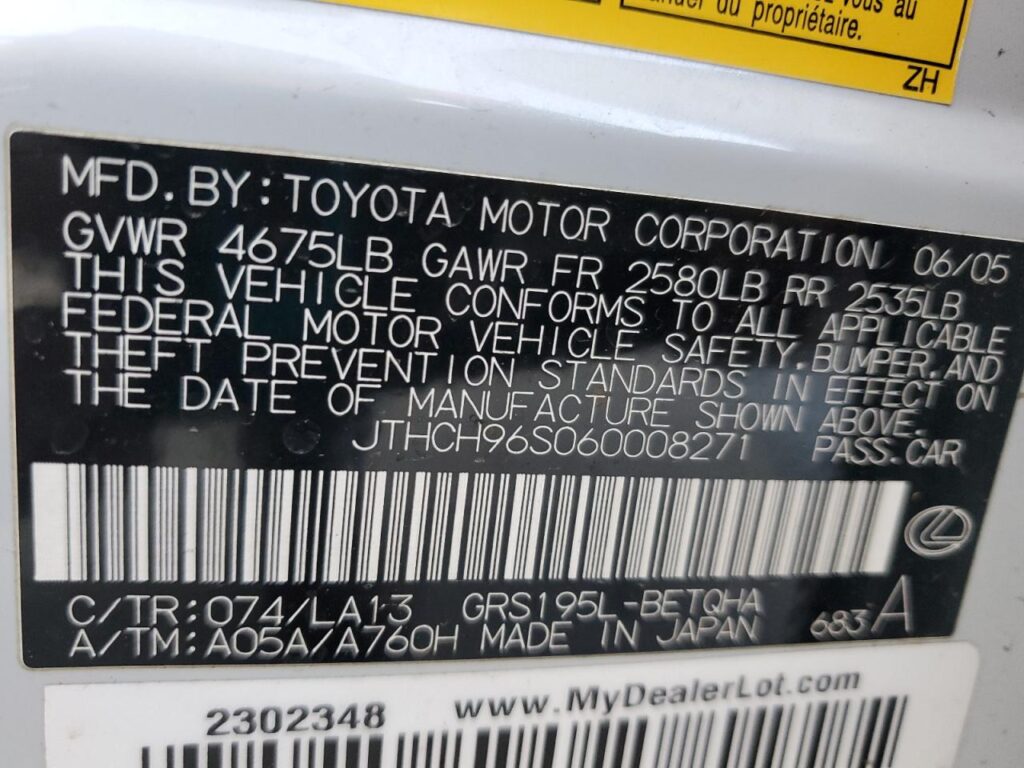 vous au
manuel du propriétaire.
ZH
MFD.BY:TOYOTA MOTOR CORPORATION 06/05
GVWR 4675LB GAWR FR 2580LB RR 2535LB
THIS VEHICLE CONFORMS TO ALL APPLICABLE
FEDERAL MOTOR VEHICLE SAFETY,BUMPER,AND
THEFT PREVENTION STANDARDS IN EFFECT ON
THE DATE OF MANUFACTURE SHOWN ABOVE.
JTHCH96S060008271 PASS.CAR
C/TR:074/LA13 GRS195L-BETQHA
A/TM:A05A/A760H MADE IN JAPAN 683 A
2302348 www.MyDealerLot.com